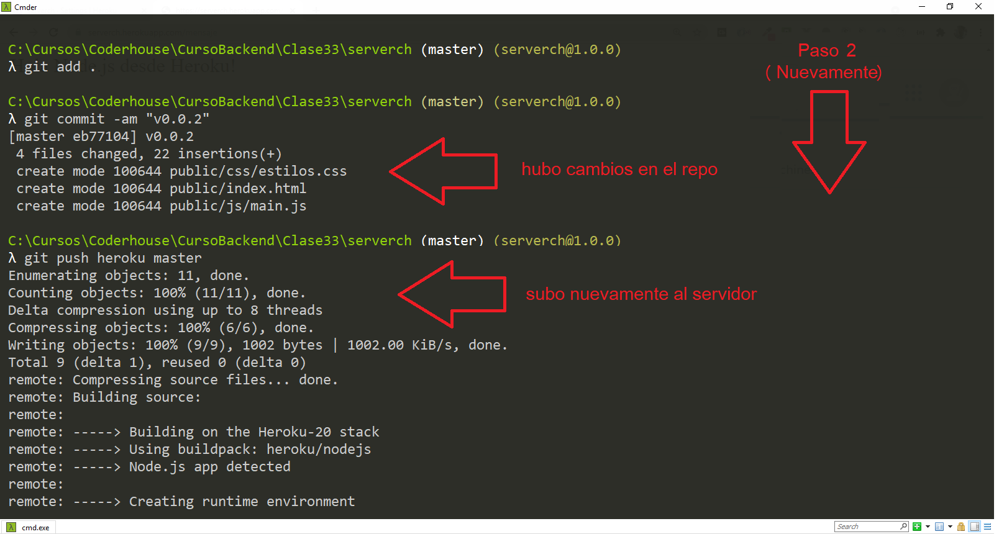 Cmder
C:\Cursos\Coderhouse\CursoBackend\Clase33\serverch (master) (serverch@1.0.0)
λ git add .
.js desde Heroku!
Paso 2
( Nuevamente)
C:\Cursos\Coderhouse\CursoBackend\Clase33\serverch (master) (serverch@1.0.0)
λ git commit -am "v0.0.2"
[master eb77104] v0.0.2
4 files changed, 22 insertions(+)
create mode 100644 public/css/estilos.css
create mode 100644 public/index.html
create mode 100644 public/js/main.js
hubo cambios en el repo
C:\Cursos\Coderhouse\CursoBackend\Clase33\serverch (master) (serverch@1.0.0)
λ git push heroku master
Enumerating objects: 11, done.
Counting objects: 100% (11/11), done.
Delta compression using up to 8 threads
Compressing objects: 100% (6/6), done.
Writing objects: 100% (9/9), 1002 bytes | 1002.00 KiB/s, done.
Total 9 (delta 1), reused 0 (delta 0)
subo nuevamente al servidor
remote: Compressing source files... done.
remote: Building source:
remote:
remote: -----> Building on the Heroku-20 stack
remote: -----> Using buildpack: heroku/nodejs
remote: -----> Node.js app detected
remote:
remote: -----> Creating runtime environment
λ cmd.exe
Search